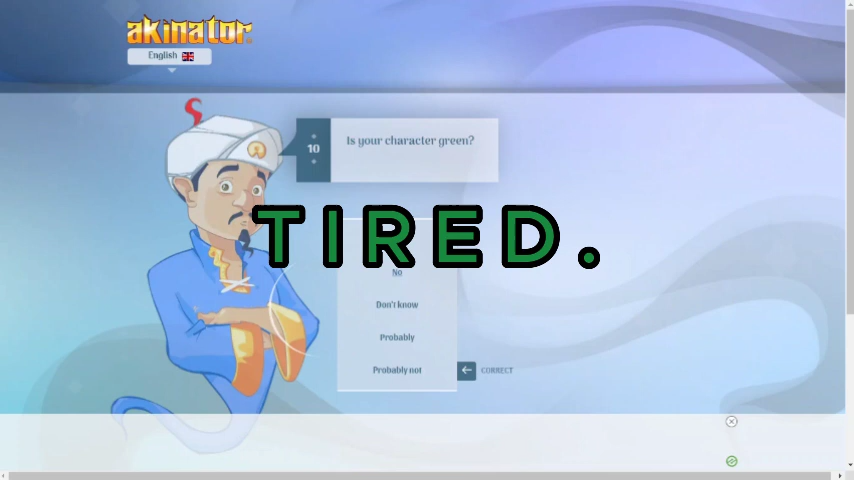 akinator
English
10
Is your character green?
TIRED.
No
Don't know
Probably
Probably not
CORRECT